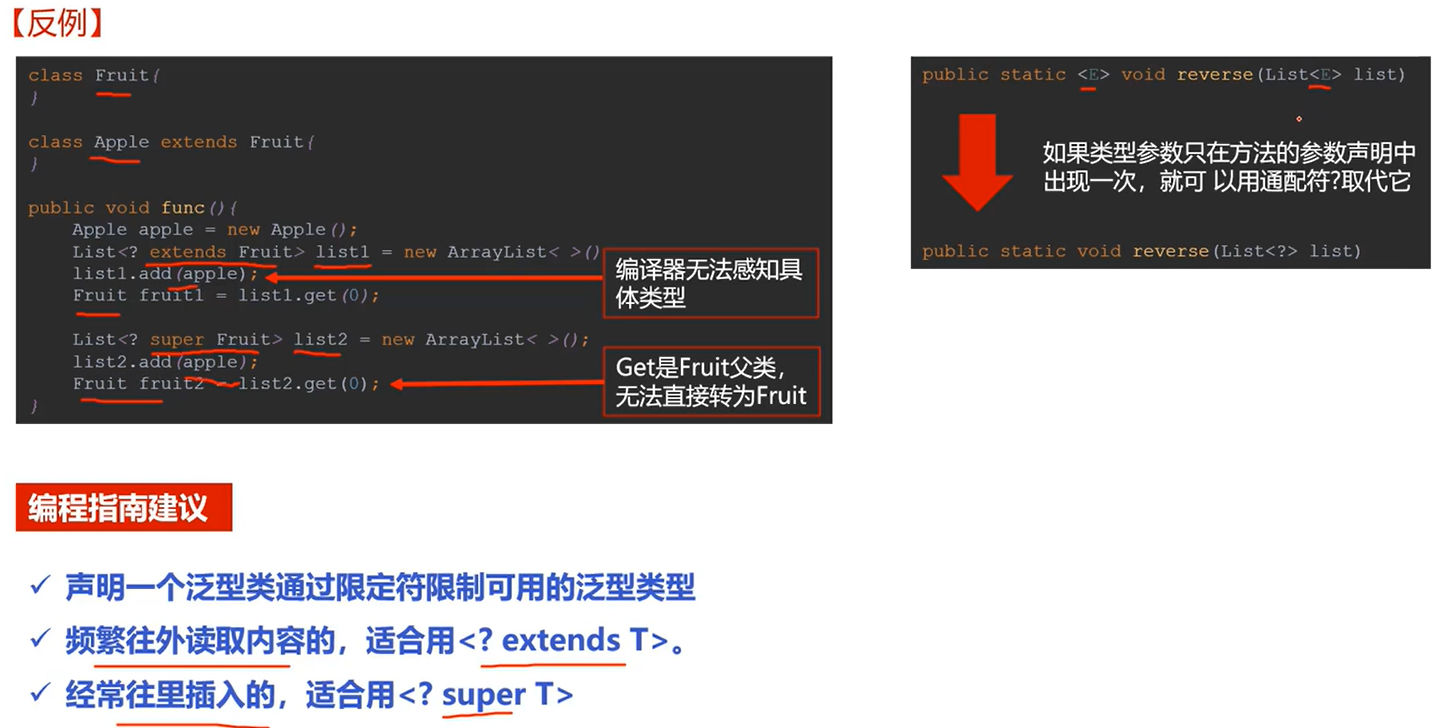 【反例】
class Fruit{
}
class Apple extends Fruit{
}
public void func(){
Apple apple = new Apple();
List<? extends Fruit> list1 = new ArrayList< >()
list1.add(apple);
Fruit fruit1 = list1.get(0);
List<? super Fruit> list2 = new ArrayList< >();
list2.add(apple);
Fruit fruit2 = list2.get(0);
}
编译器无法感知具
体类型
Get是Fruit父类，
无法直接转为Fruit
public static <E> void reverse(List<E> list)
如果类型参数只在方法的参数声明中
出现一次，就可 以用通配符?取代它
public static void reverse(List<?> list)
编程指南建议
✓ 声明一个泛型类通过限定符限制可用的泛型类型
✓ 频繁往外读取内容的，适合用<? extends T>。
✓ 经常往里插入的，适合用<? super T>